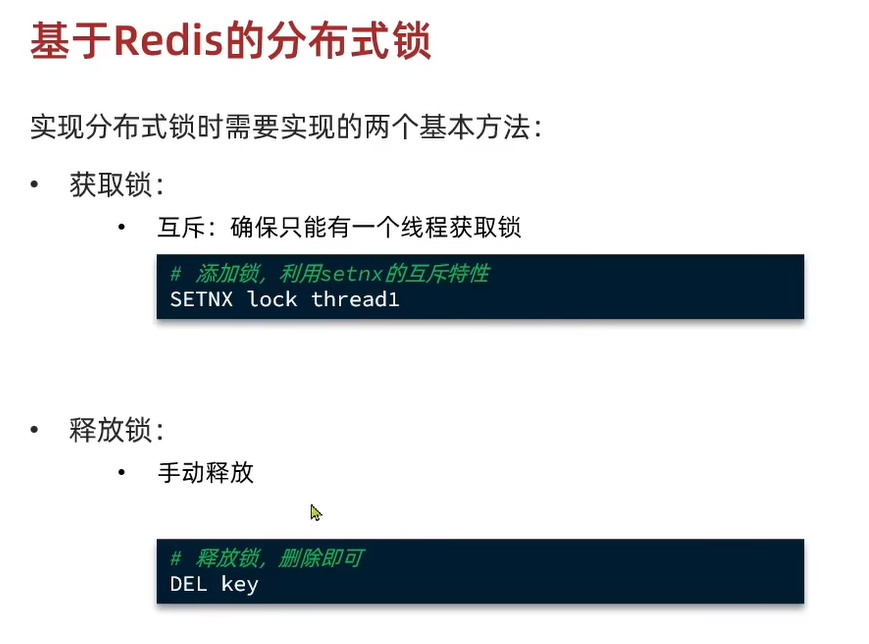 基于Redis的分布式锁
实现分布式锁时需要实现的两个基本方法：
• 获取锁：
• 互斥：确保只能有一个线程获取锁
# 添加锁，利用setnx的互斥特性
SETNX lock thread1
• 释放锁：
• 手动释放
# 释放锁，删除即可
DEL key